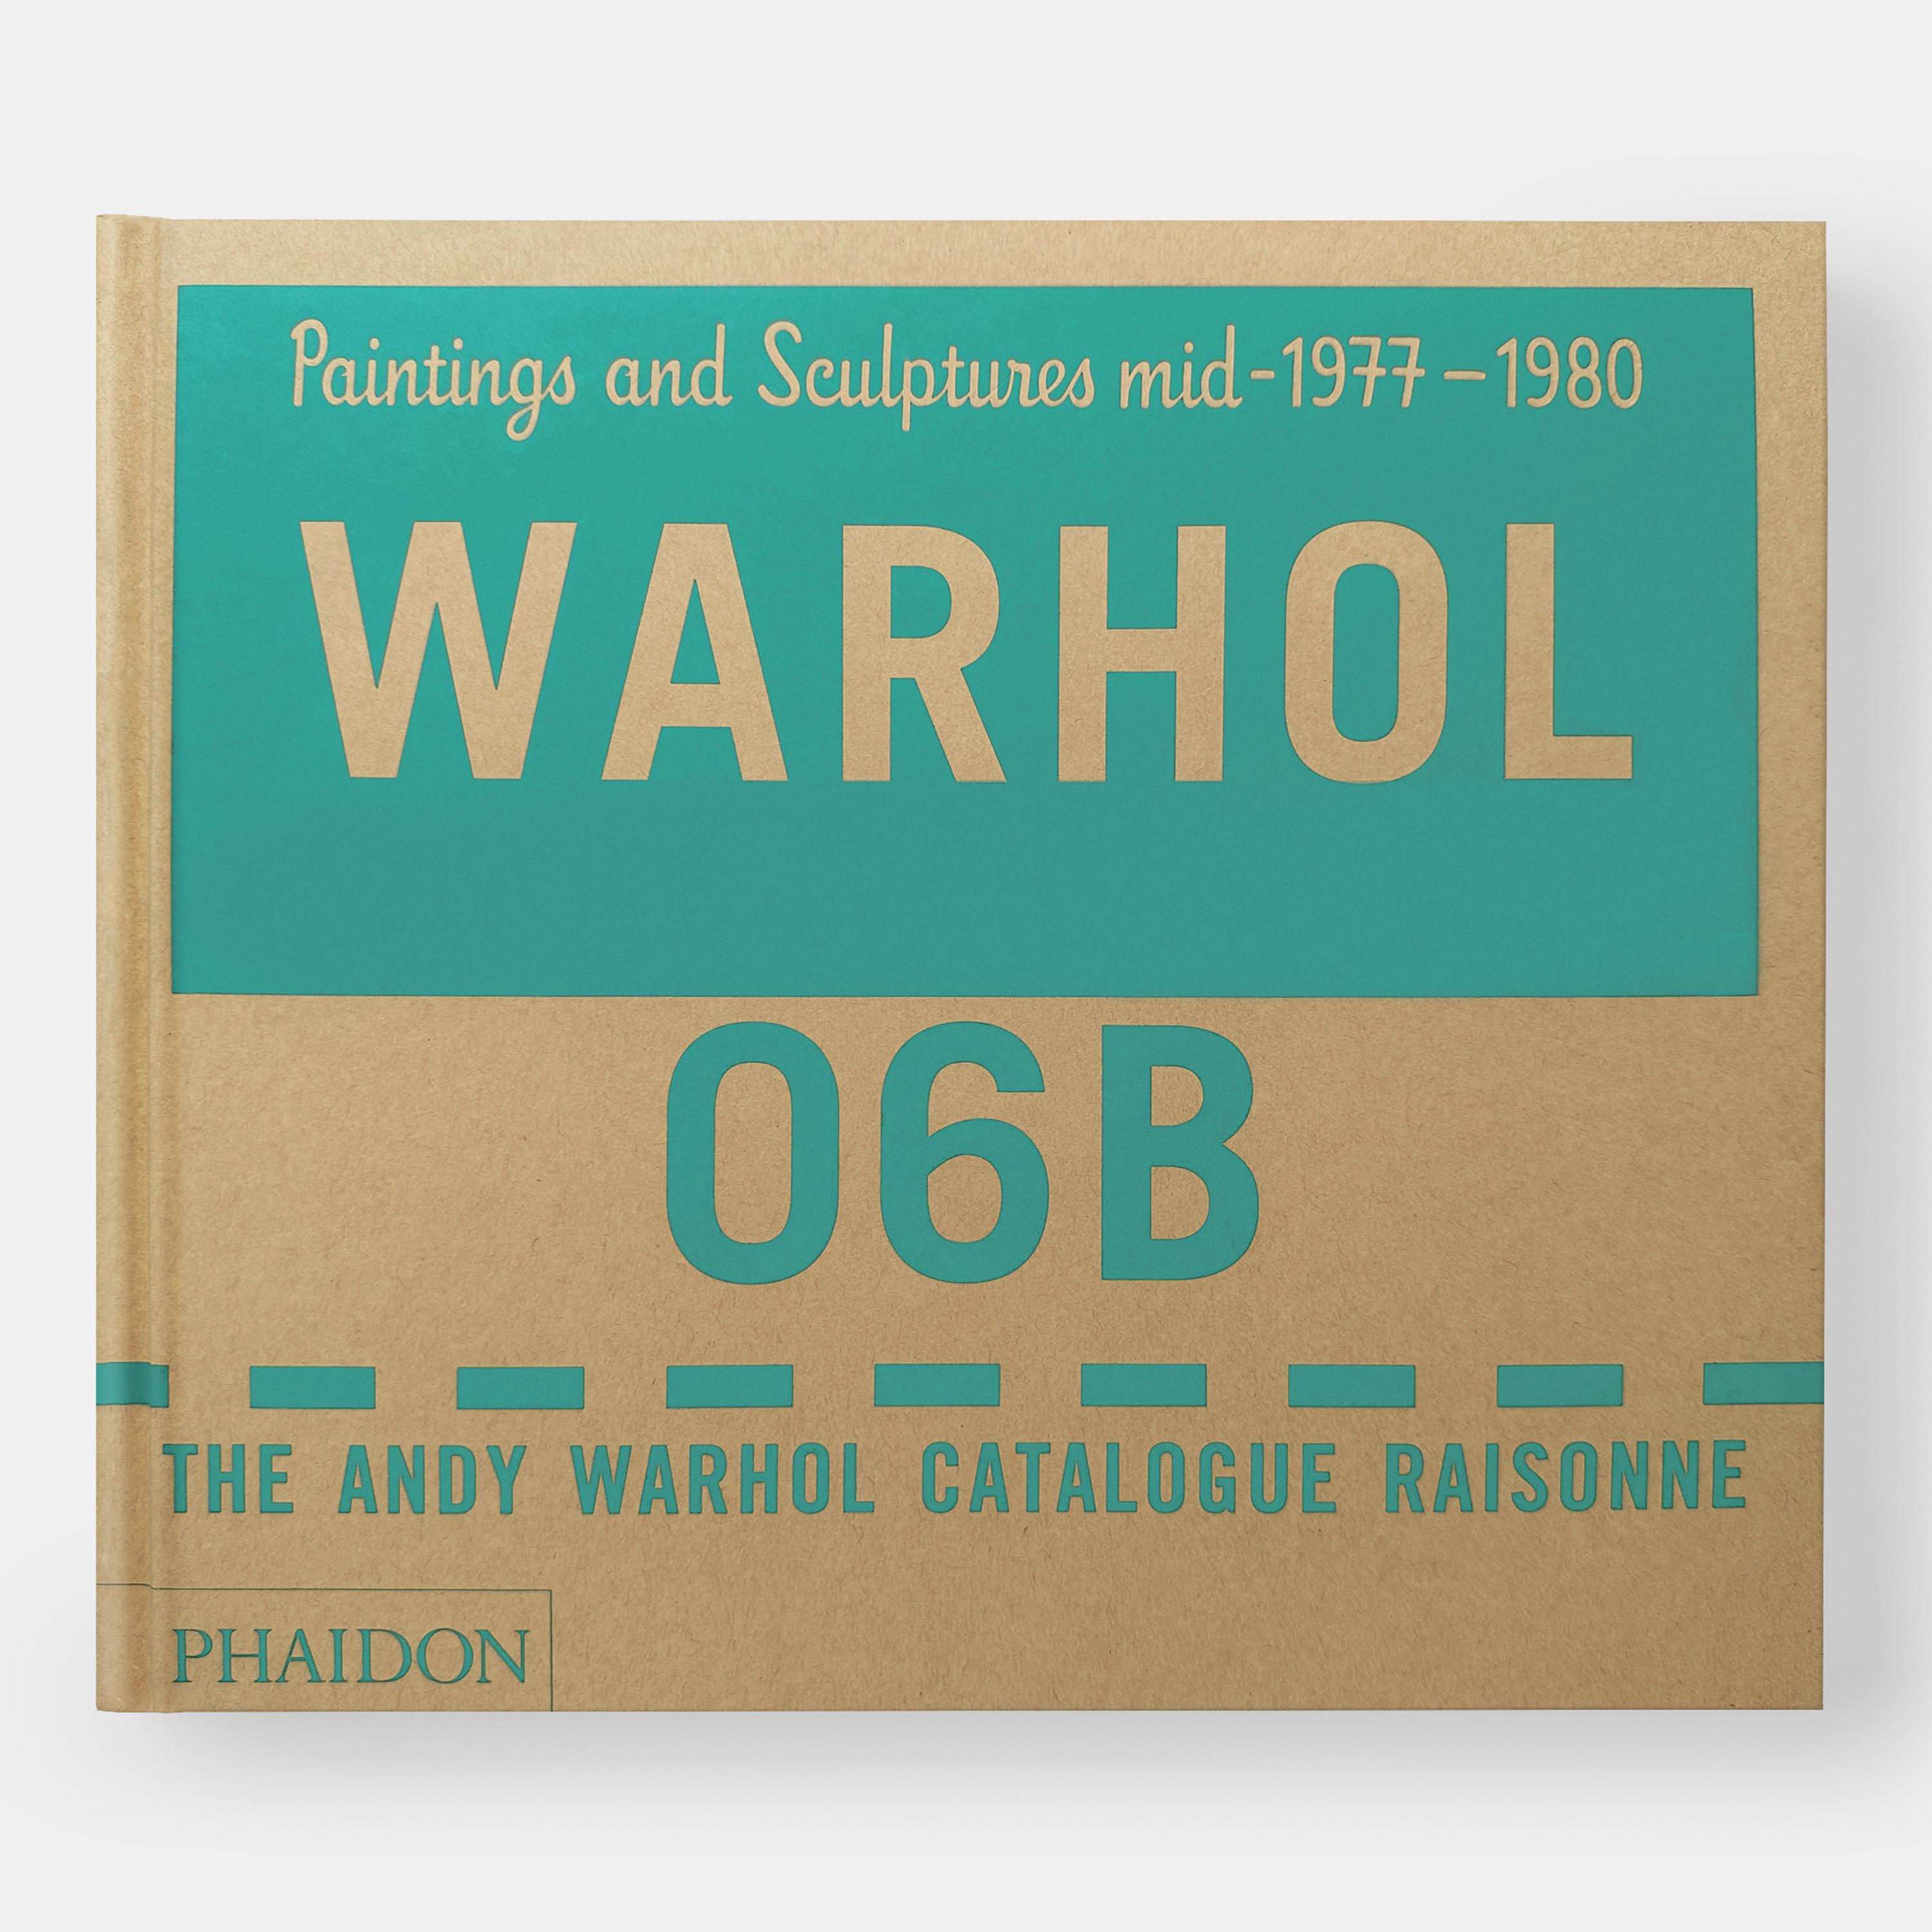 Paintings and Sculptures mid-1977–1980
WARHOL
06B
THE ANDY WARHOL CATALOGUE RAISONNE
PHAIDON